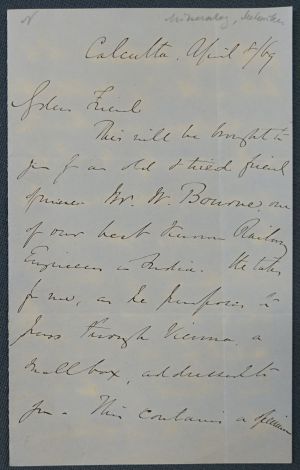 Calcutta, April 8/69
My dear Friend
This will be brought to
you by an old & tried friend
of mine Mr. W. Bourne, one
of our best known Railway
Engineers in India. He takes
for me, as he purposes to
pass through Vienna, a
small box, addressed to
you. This contains a specimen